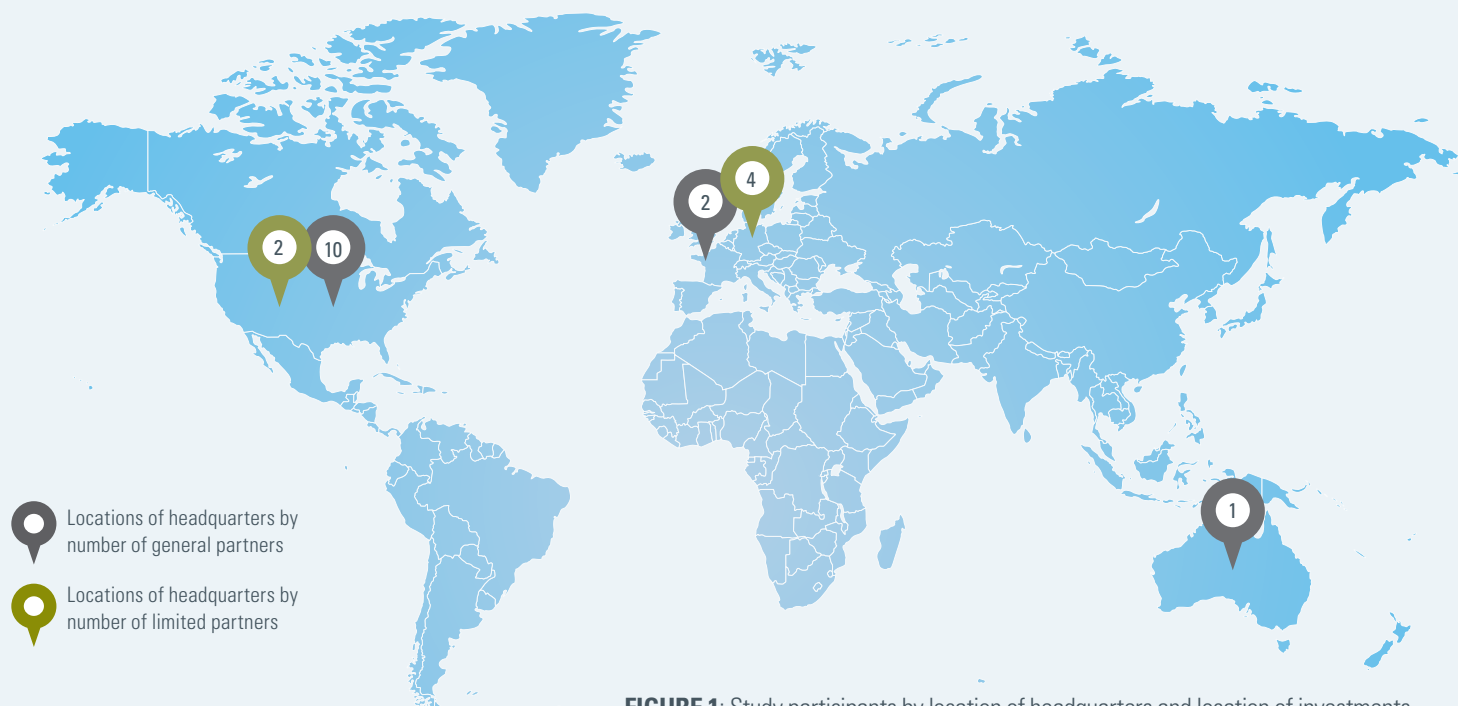 4
2
2
10
1
Locations of headquarters by
number of general partners
Locations of headquarters by
number of limited partners
FIGURE 1: Study participants by location of headquarters and location of investments